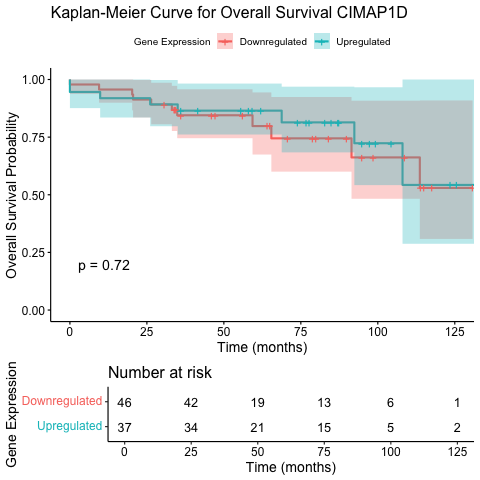 Kaplan-Meier Curve for Overall Survival CIMAP1D
Gene Expression Downregulated Upregulated
Overall Survival Probability
1.00
0.75
0.50
0.25
0.00
p = 0.72
0 25 50 75 100 125
Time (months)
Number at risk
Gene Expression
Downregulated 46 42 19 13 6 1
Upregulated 37 34 21 15 5 2
0 25 50 75 100 125
Time (months)